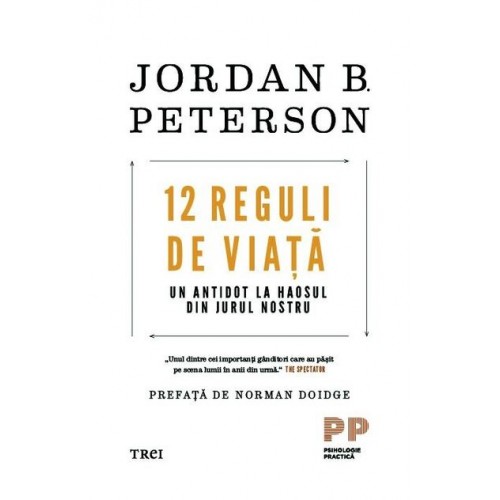 JORDAN B.
PETERSON
12 REGULI
DE VIAȚĂ
UN ANTIDOT LA HAOSUL
DIN JURUL NOSTRU
„Unul dintre cei importanți gânditori care au pășit
pe scena lumii în anii din urmă.“ THE SPECTATOR
PREFAȚĂ DE NORMAN DOIDGE
PP
PSIHOLOGIE
PRACTICĂ
TREI